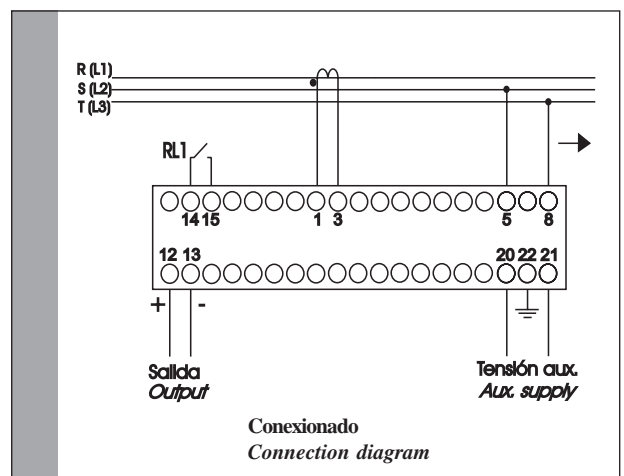 R (L1)
S (L2)
T (L3)
RL1
14 15 1 3 5 8
12 13 20 22 21
+ -
Salida Tensión aux.
Output Aux. supply
Conexionado
Connection diagram